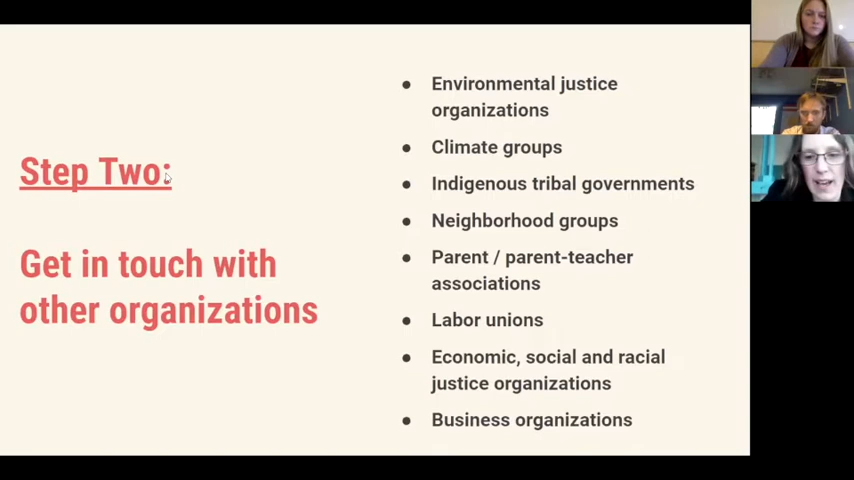 Step Two:
Get in touch with
other organizations
● Environmental justice
organizations
● Climate groups
● Indigenous tribal governments
● Neighborhood groups
● Parent / parent-teacher
associations
● Labor unions
● Economic, social and racial
justice organizations
● Business organizations